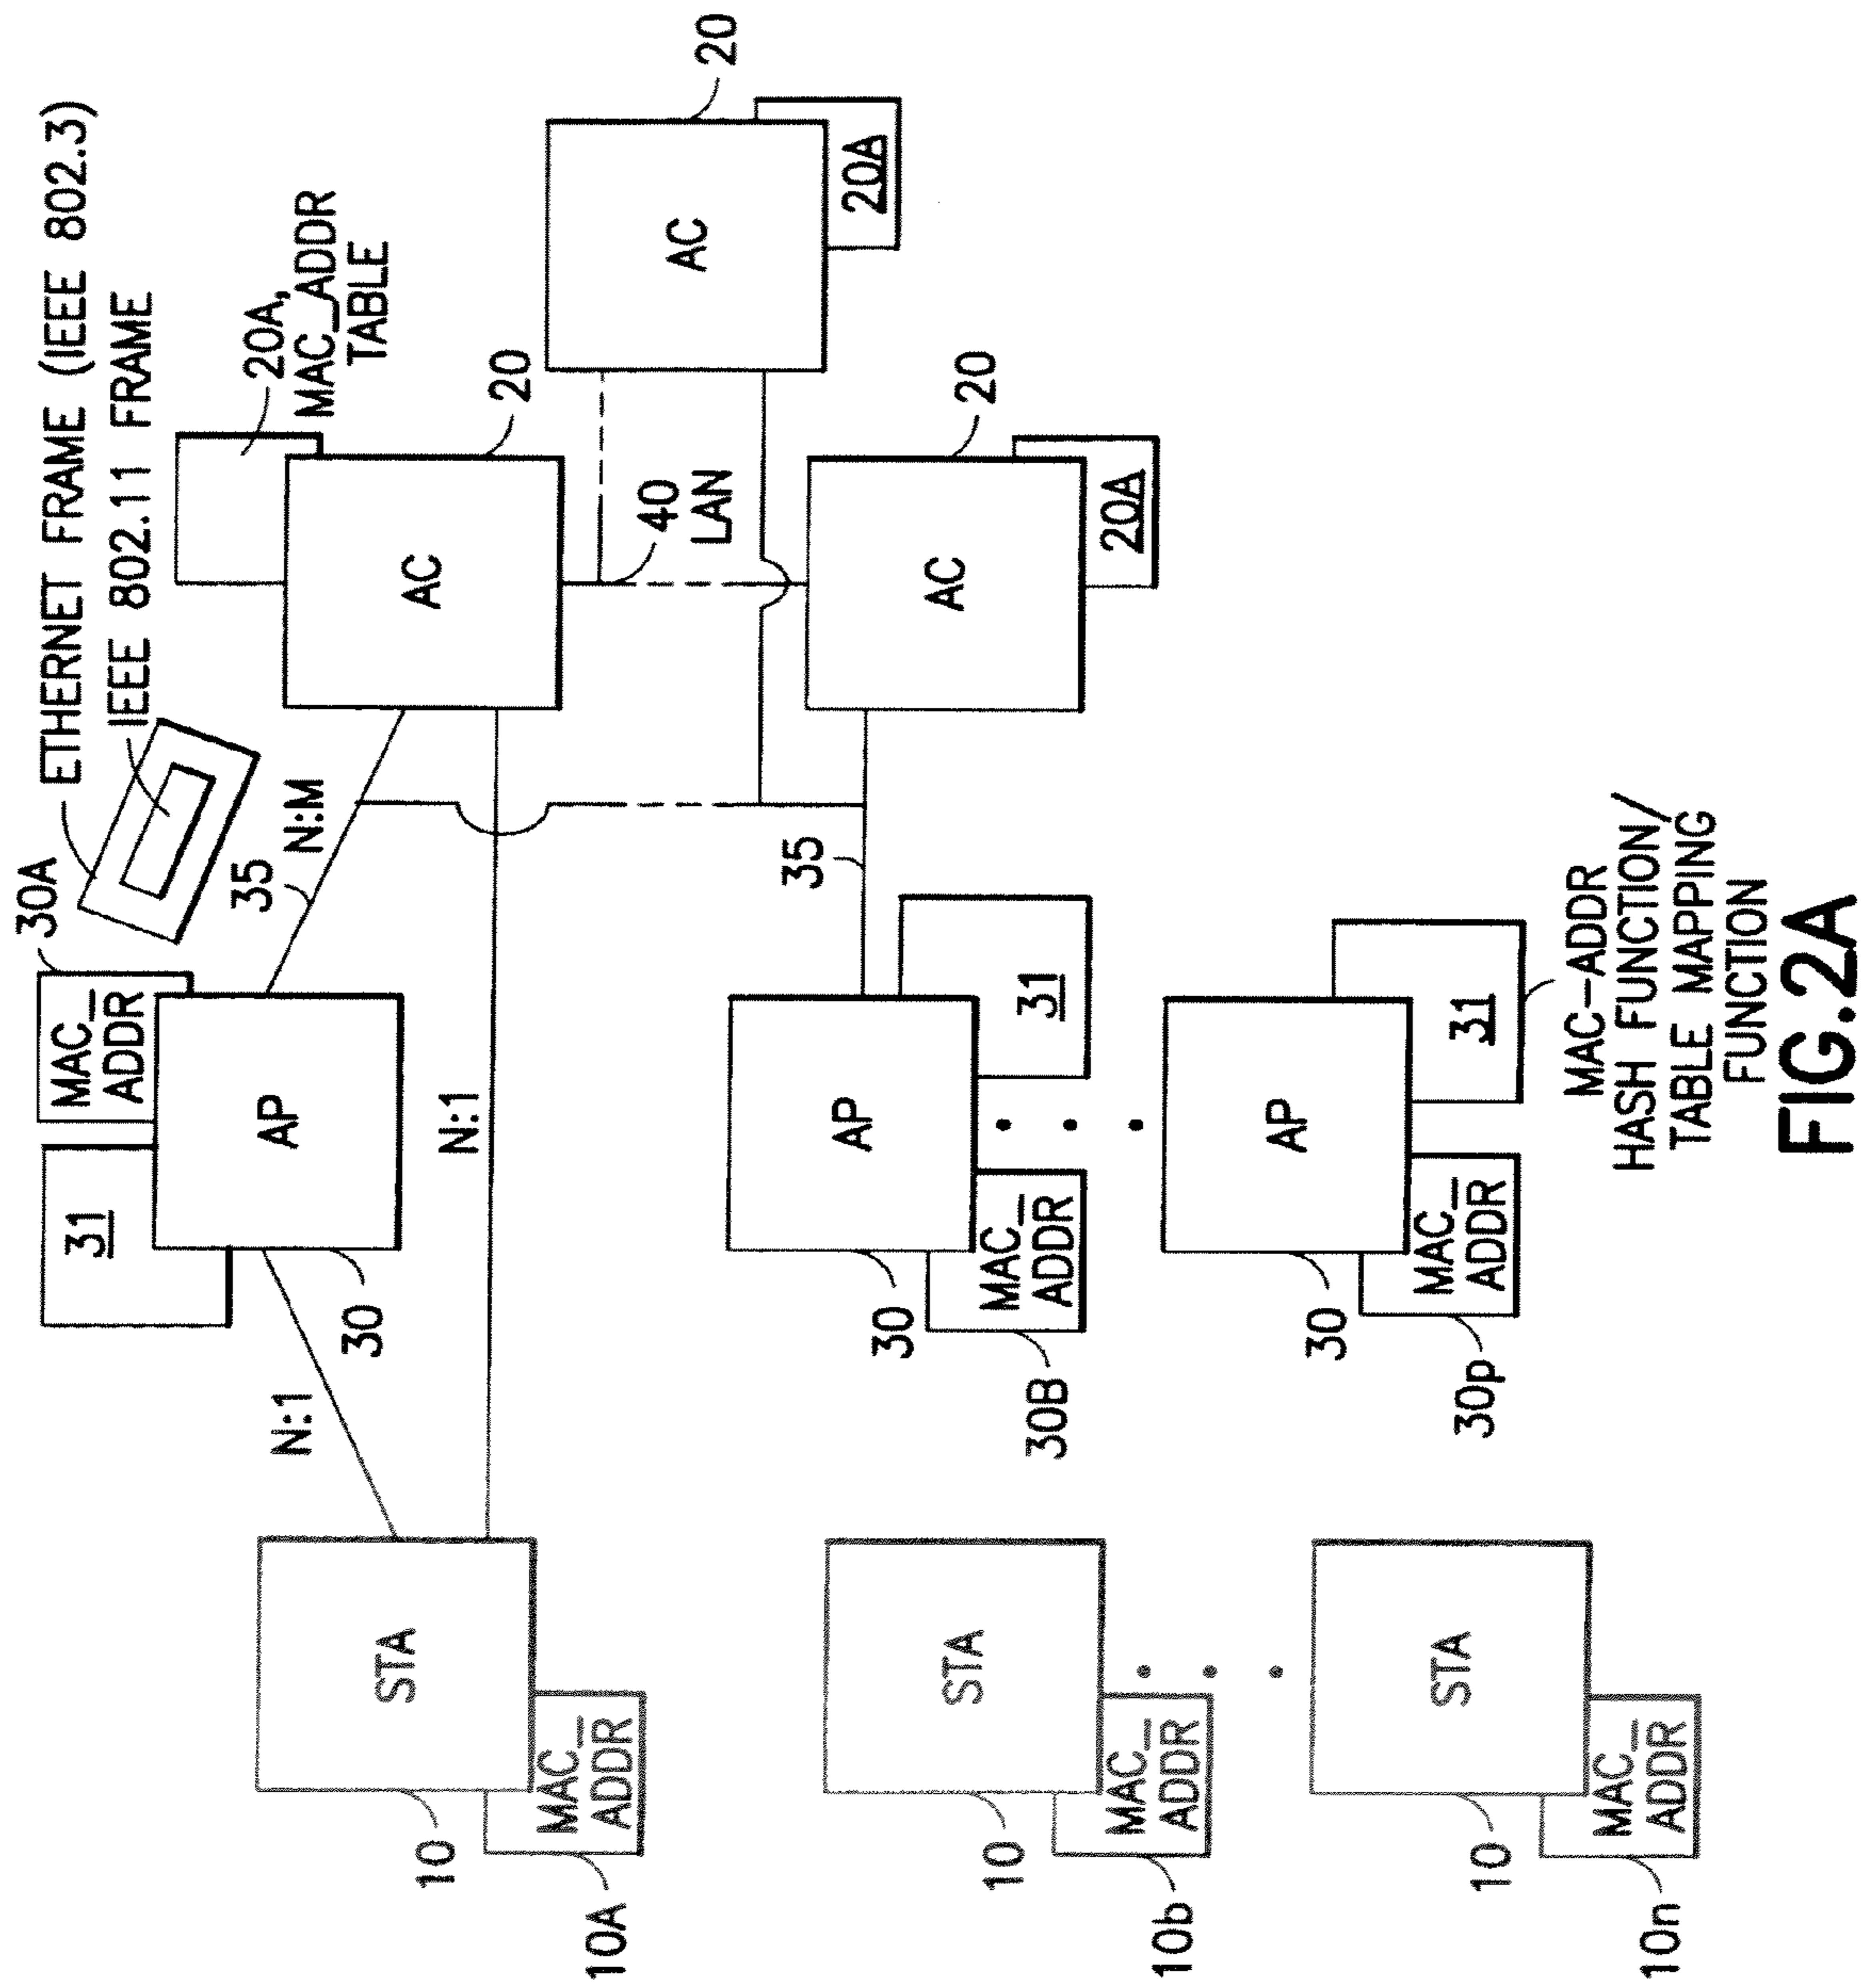 ETHERNET FRAME (IEEE 802.3)
IEEE 802.11 FRAME
30A
MAC_
ADDR
31
AP
30
N:1
N:1
35
N:M
20A,
MAC_ADDR
TABLE
AC
20
40
LAN
AC
20
20A
AC
20
20A
35
STA
10
MAC_
ADDR
10A
AP
31
30
MAC_
ADDR
30B
STA
10
MAC_
ADDR
10b
AP
31
30
MAC_
ADDR
30p
STA
10
MAC_
ADDR
10n
MAC-ADDR
HASH FUNCTION/
TABLE MAPPING
FUNCTION
FIG.2A